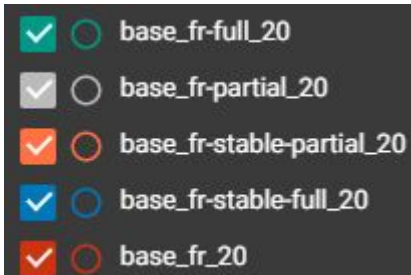 base_fr-full_20
base_fr-partial_20
base_fr-stable-partial_20
base_fr-stable-full_20
base_fr_20